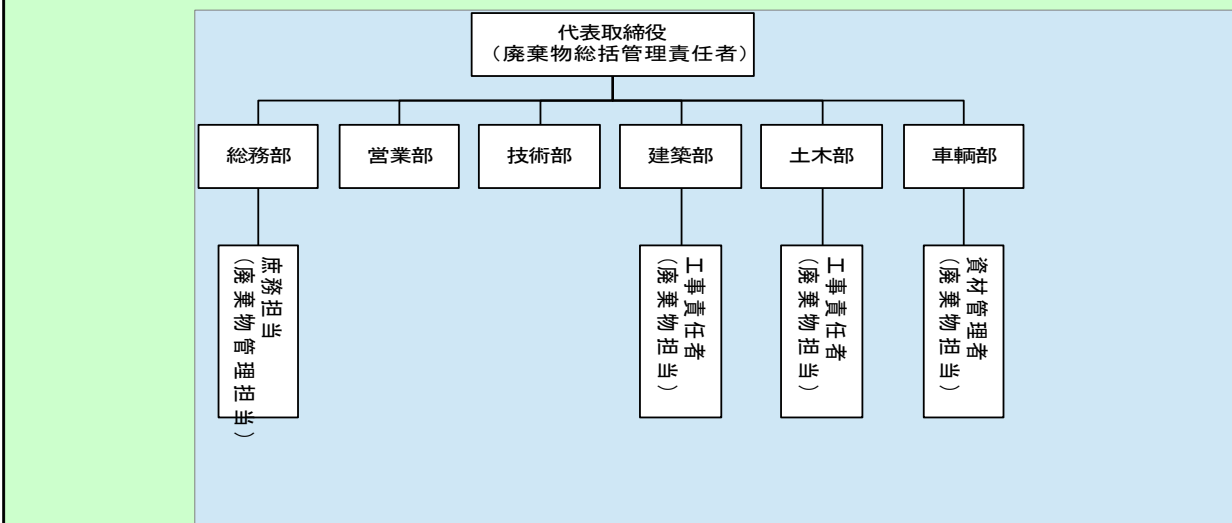 代表取締役
（廃棄物総括管理責任者）
総務部
営業部
技術部
建築部
土木部
車輌部
庶務担当
（廃棄物管理担当）
工事責任者
（廃棄物担当）
工事責任者
（廃棄物担当）
資材管理者
（廃棄物担当）